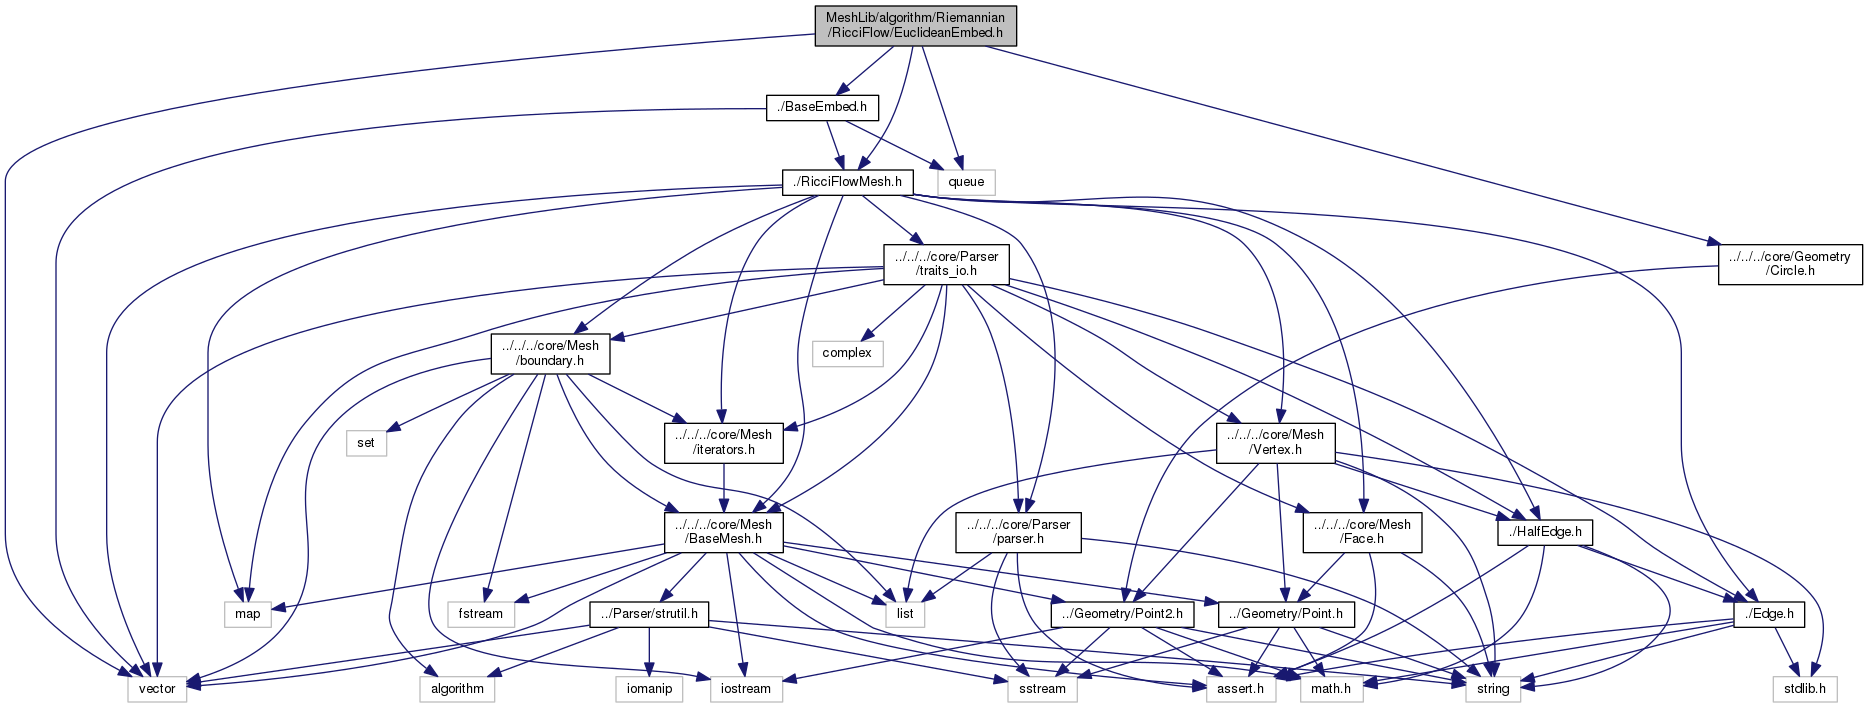 MeshLib/algorithm/Riemannian
/RicciFlow/EuclideanEmbed.h
./BaseEmbed.h
./RicciFlowMesh.h
queue
../../../core/Parser
/traits_io.h
../../../core/Geometry
/Circle.h
../../../core/Mesh
/boundary.h
complex
set
../../../core/Mesh
/iterators.h
../../../core/Mesh
/Vertex.h
../../../core/Mesh
/BaseMesh.h
../../../core/Parser
/parser.h
../../../core/Mesh
/Face.h
./HalfEdge.h
map
fstream
../Parser/strutil.h
list
../Geometry/Point2.h
../Geometry/Point.h
./Edge.h
vector
algorithm
iomanip
iostream
sstream
assert.h
math.h
string
stdlib.h